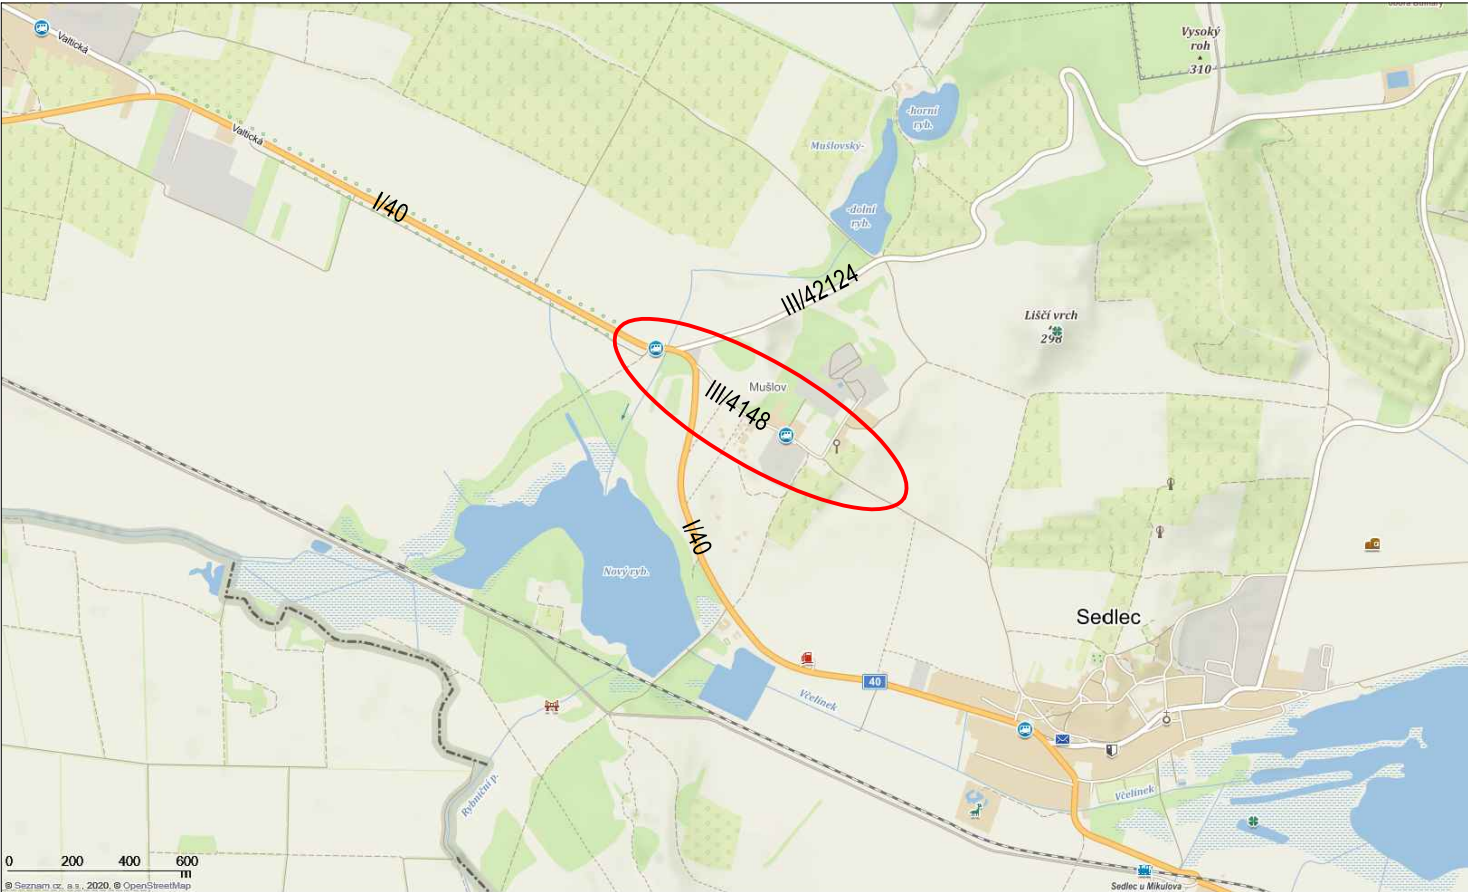 Valtická
Vysoký
roh
310
-horní
ryb.
Valtická
Mušlovský-
I/40
-dolní
ryb.
III/42124
Liščí vrch
298
Mušlov
III/4148
I/40
Nový ryb.
Sedlec
40
Včelínek
Rybniční p.
Včelínek
0 200 400 600
m
© Seznam.cz, a.s., 2020, © OpenStreetMap
Sedlec u Mikulova